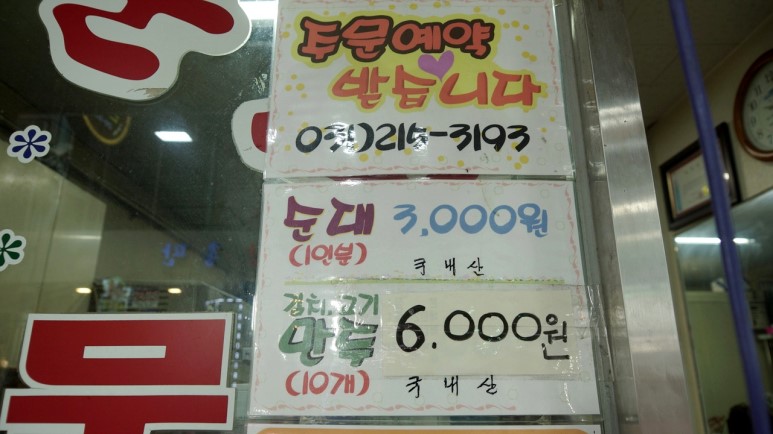 주문예약
받습니다
031)215-3193
순대 3,000원
(1인분) 국내산
김치.고기
만두 6.000원
(10개) 국내산